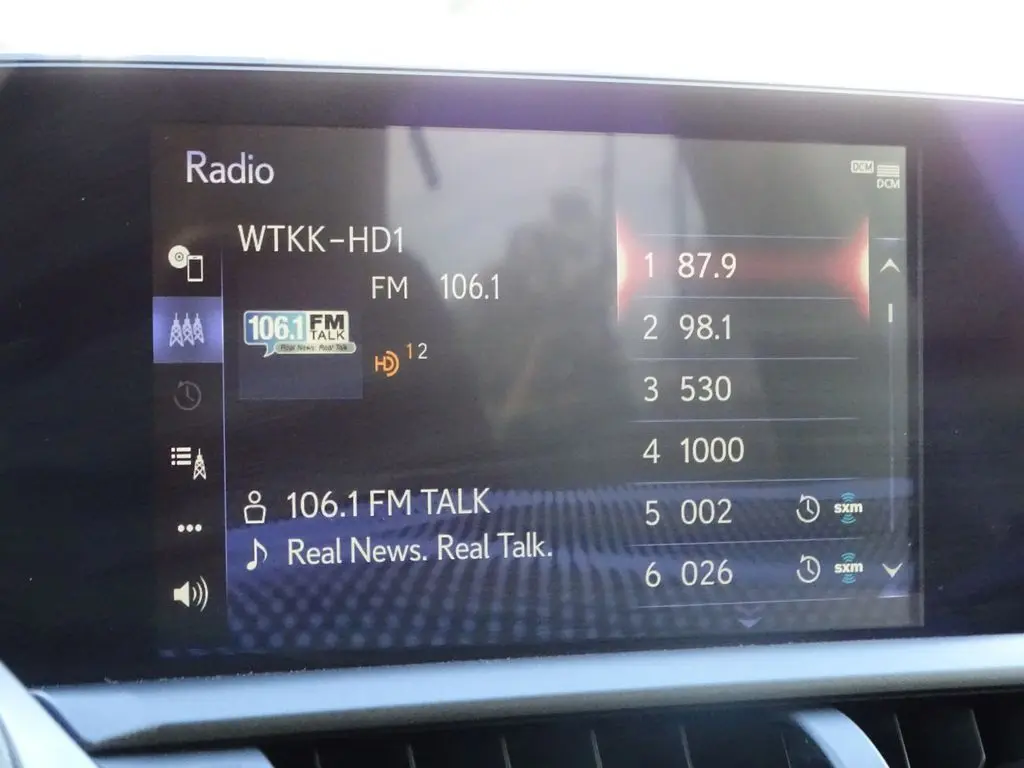 Radio
DCM
DCM
WTKK-HD1
FM 106.1
106.1 FM
TALK
Real News. Real Talk
HD 1 2
106.1 FM TALK
Real News. Real Talk.
1 87.9
2 98.1
3 530
4 1000
5 002 sxm
6 026 sxm